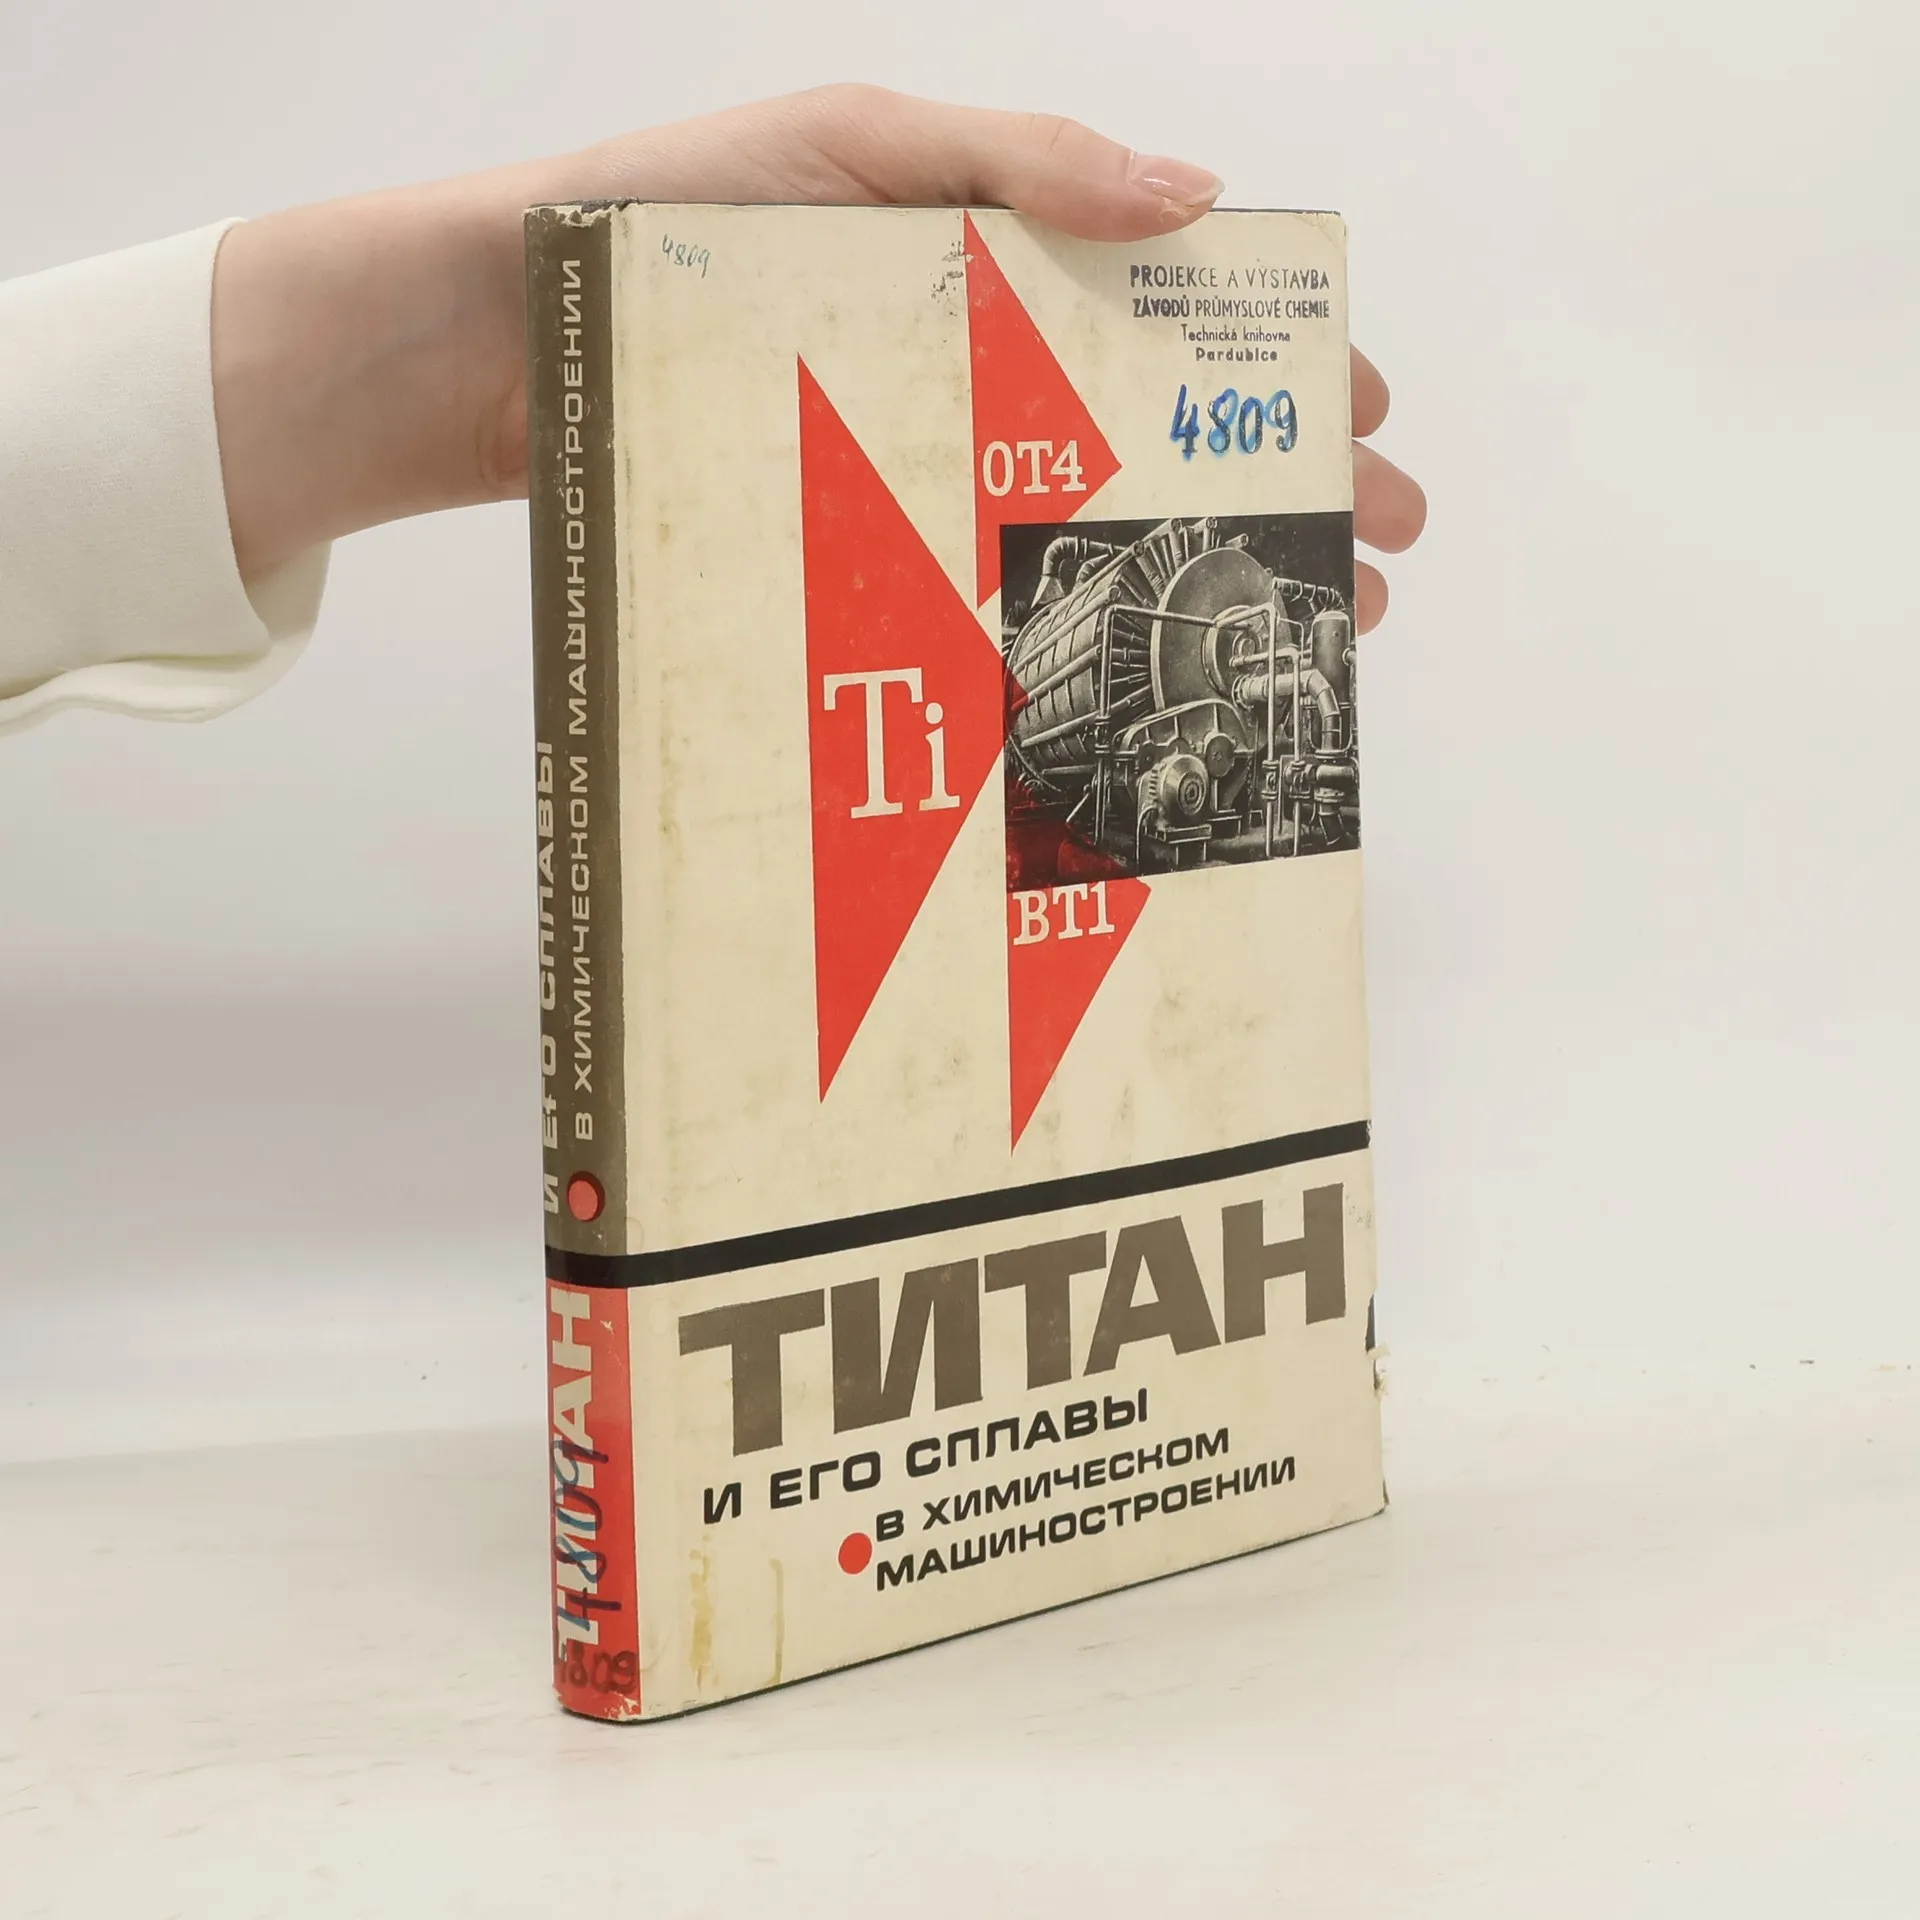 4809
PROJEKCE A VÝSTAVBA
ZÁVODŮ PRŮMYSLOVÉ CHEMIE
Technická knihovna
Pardubice
4809
ОТ4
Ti
ВТ1
ТИТАН
И ЕГО СПЛАВЫ
В ХИМИЧЕСКОМ
МАШИНОСТРОЕНИИ
ТИТАН
И ЕГО СПЛАВЫ
В ХИМИЧЕСКОМ МАШИНОСТРОЕНИИ
4809
4809